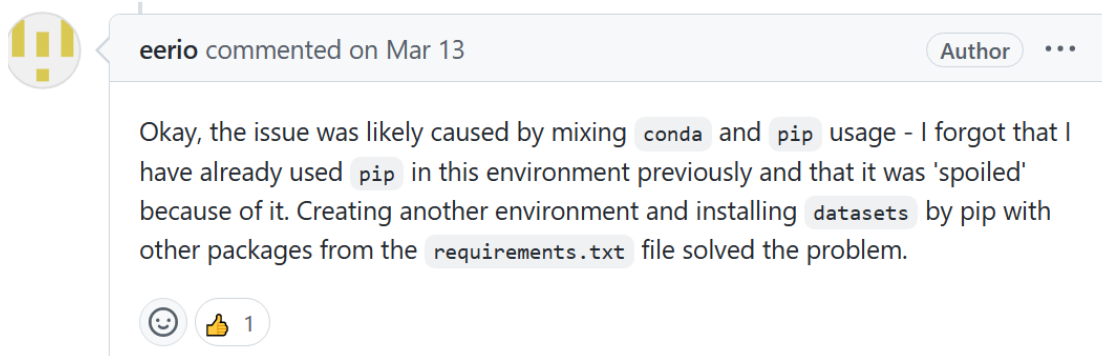 eerio commented on Mar 13
Author
Okay, the issue was likely caused by mixing conda and pip usage - I forgot that I
have already used pip in this environment previously and that it was 'spoiled'
because of it. Creating another environment and installing datasets by pip with
other packages from the requirements.txt file solved the problem.
1